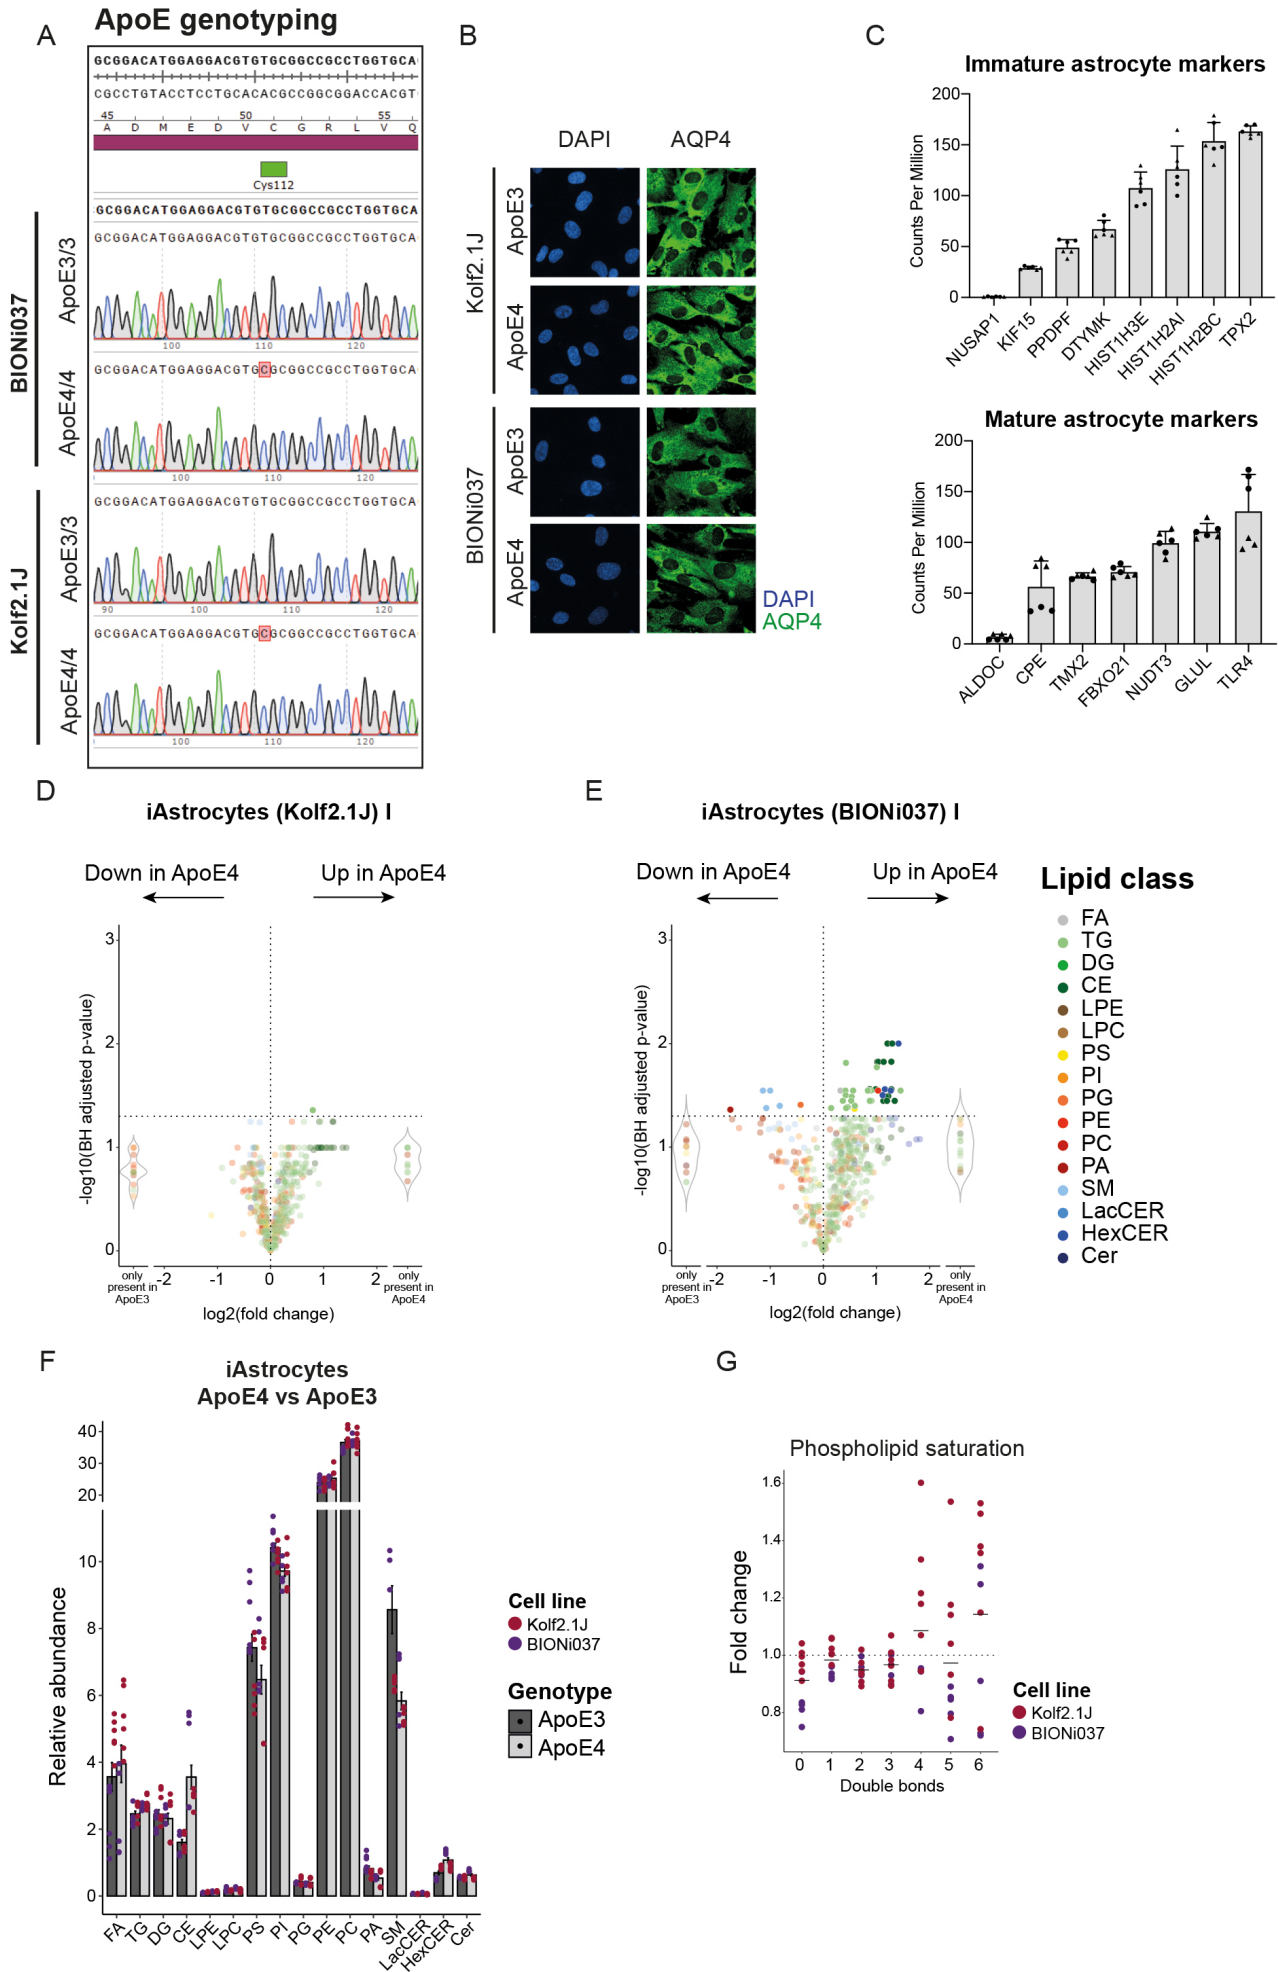 A
ApoE genotyping
GCGGACATGGAGGACGTGTGCGGCCGCCTGGTGCA
CGCCTGTACCTCCTGCACACGCCGGCGGACCACGT
45 50 55
A D M E D V C G R L V Q
Cys112
GCGGACATGGAGGACGTGTGCGGCCGCCTGGTGCA
BIONi037
ApoE3/3
GCGGACATGGAGGACGTGTGCGGCCGCCTGGTGCA
100 110 120
ApoE4/4
GCGGACATGGAGGACGTGCGCGGCCGCCTGGTGCA
100 110 120
Kolf2.1J
ApoE3/3
GCGGACATGGAGGACGTGTGCGGCCGCCTGGTGCA
90 100 110 120
ApoE4/4
GCGGACATGGAGGACGTGCGCGGCCGCCTGGTGCA
100 110 120
B
DAPI AQP4
Kolf2.1J
ApoE3
ApoE4
BIONi037
ApoE3
ApoE4
DAPI
AQP4
C
Immature astrocyte markers
Counts Per Million
200
150
100
50
0
NUSAP1 KIF15 PPDPF DTYMK HIST1H3E HIST1H2AI HIST1H2BC TPX2
Mature astrocyte markers
Counts Per Million
200
150
100
50
0
ALDOC CPE TMX2 FBXO21 NUDT3 GLUL TLR4
D
iAstrocytes (Kolf2.1J) I
Down in ApoE4 Up in ApoE4
-log10(BH adjusted p-value)
3
2
1
0
only present in ApoE3
-2 -1 0 1 2
only present in ApoE4
log2(fold change)
E
iAstrocytes (BIONi037) I
Down in ApoE4 Up in ApoE4
-log10(BH adjusted p-value)
3
2
1
0
only present in ApoE3
-2 -1 0 1 2
only present in ApoE4
log2(fold change)
Lipid class
FA
TG
DG
CE
LPE
LPC
PS
PI
PG
PE
PC
PA
SM
LacCER
HexCER
Cer
F
iAstrocytes
ApoE4 vs ApoE3
Relative abundance
40
30
20
10
8
6
4
2
0
FA TG DG CE LPE LPC PS PI PG PE PC PA SM LacCER HexCER Cer
Cell line
Kolf2.1J
BIONi037
Genotype
ApoE3
ApoE4
G
Phospholipid saturation
Fold change
1.6
1.4
1.2
1.0
0.8
0 1 2 3 4 5 6
Double bonds
Cell line
Kolf2.1J
BIONi037